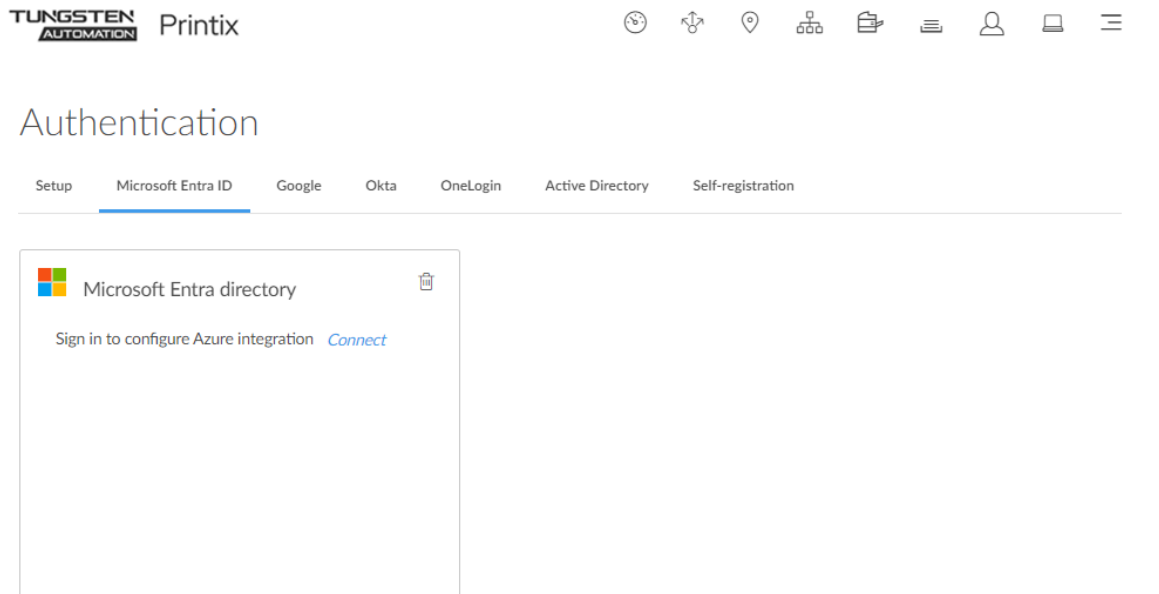 TUNGSTEN
AUTOMATION
Printix
Authentication
Setup Microsoft Entra ID Google Okta OneLogin Active Directory Self-registration
Microsoft Entra directory
Sign in to configure Azure integration Connect